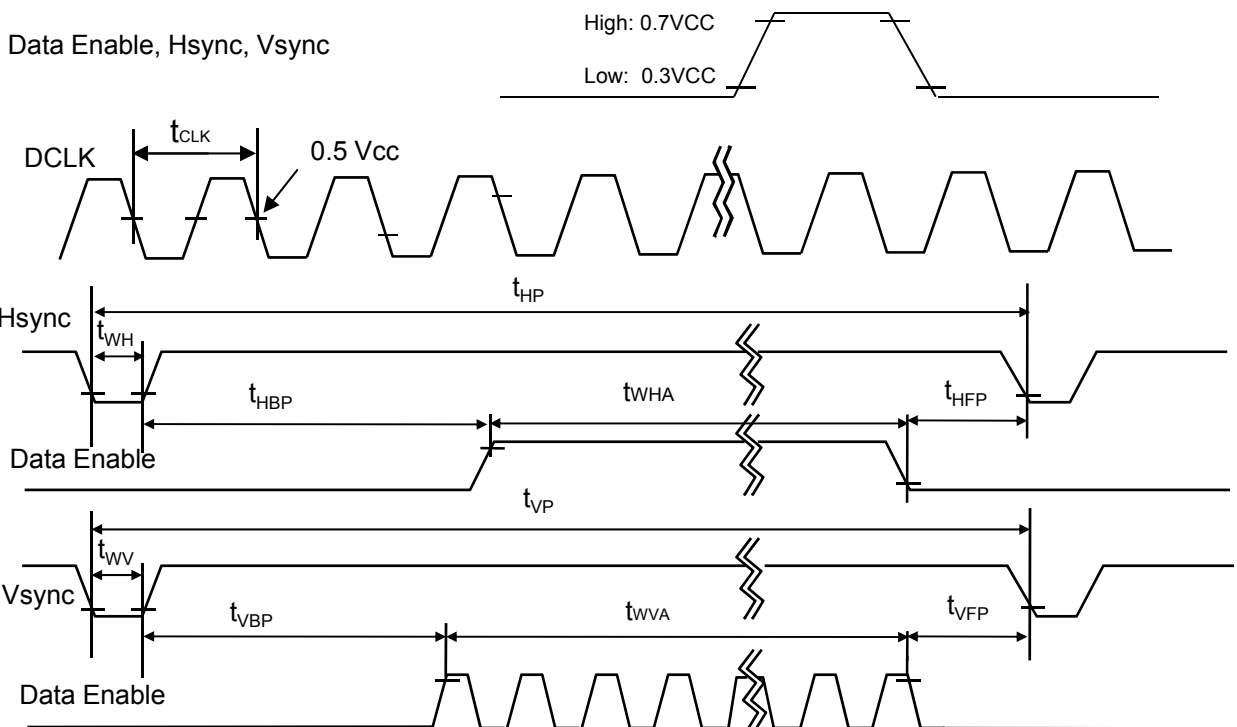 High: 0.7VCC
Data Enable, Hsync, Vsync
Low: 0.3VCC
tCLK
DCLK
0.5 Vcc
tHP
Hsync
tWH
tHBP
tWHA
tHFP
Data Enable
tVP
tWV
Vsync
tVBP
tWVA
tVFP
Data Enable